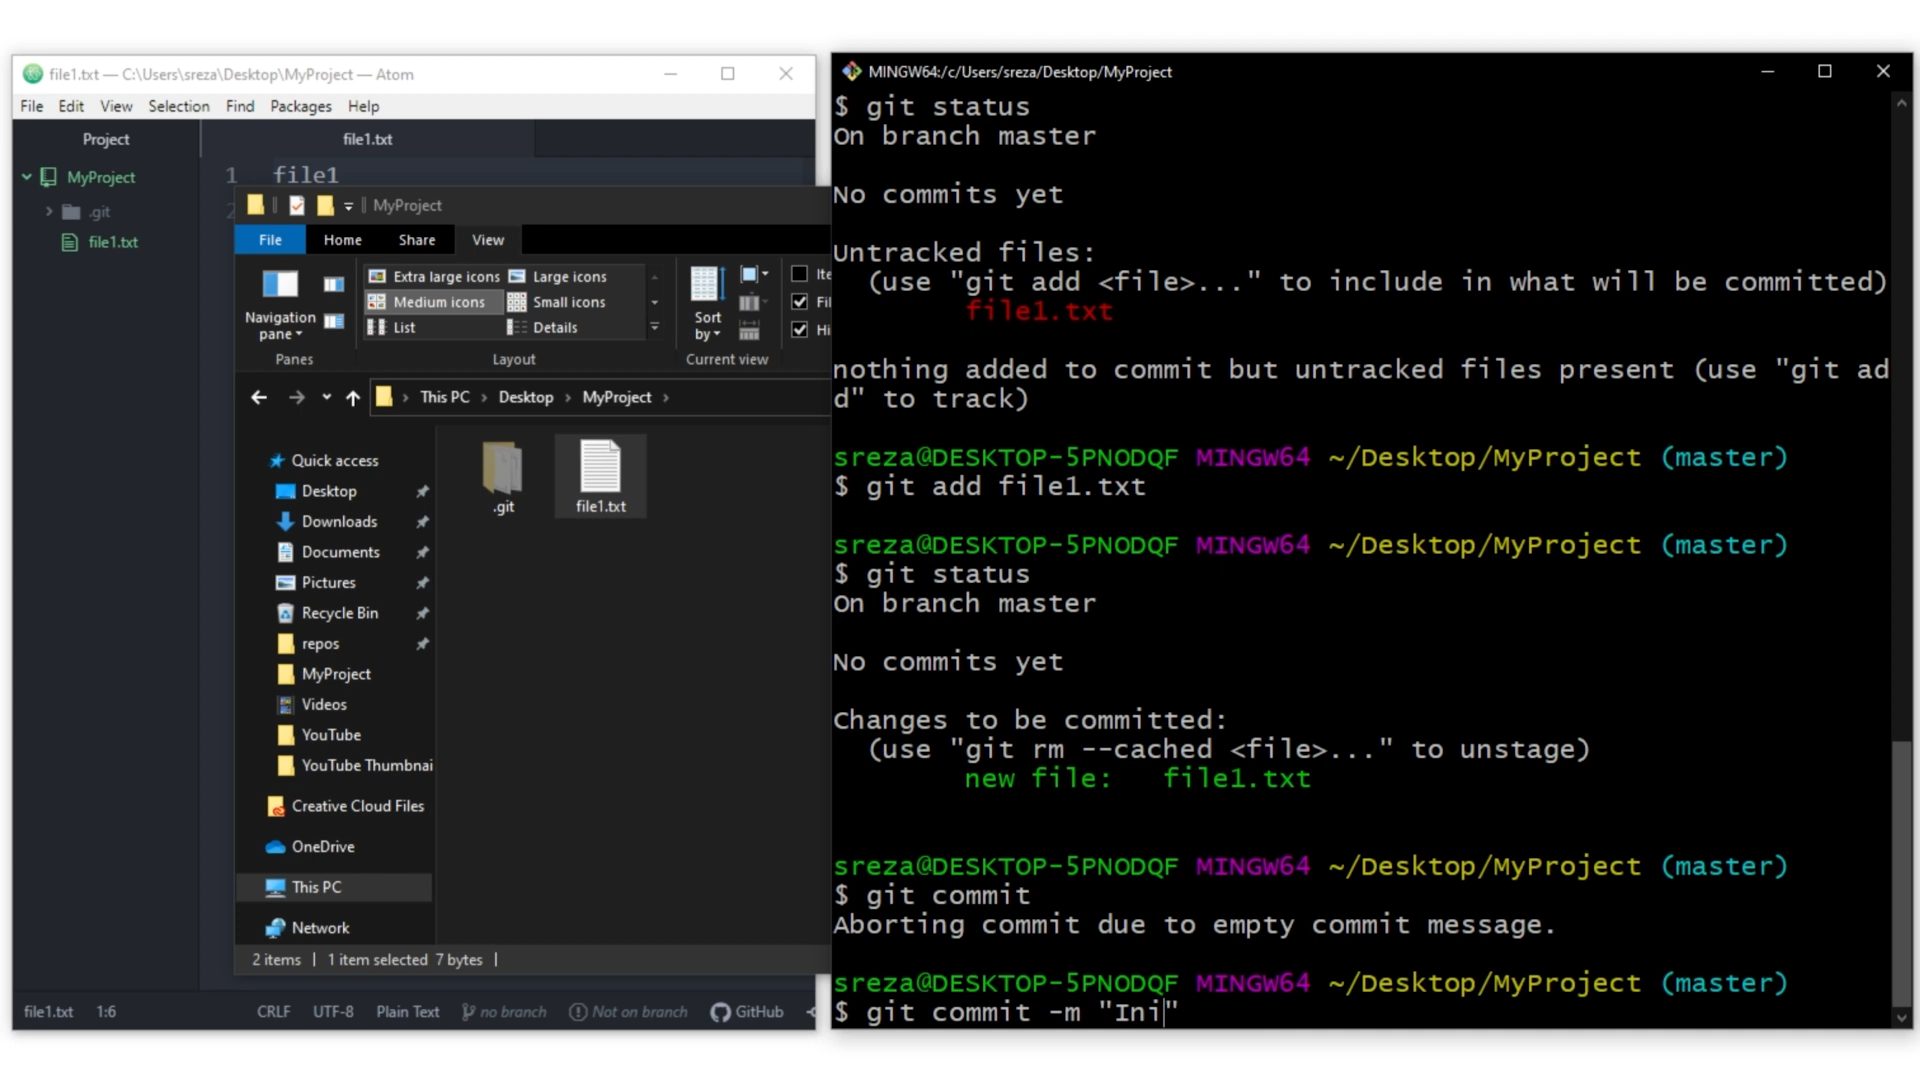 file1.txt — C:\Users\sreza\Desktop\MyProject — Atom
File Edit View Selection Find Packages Help
Project
file1.txt
MyProject
.git
file1.txt
1 file1
2
MyProject
File Home Share View
Navigation
pane
Panes
Extra large icons Large icons
Medium icons Small icons
List Details
Layout
Sort
by
Current view
This PC Desktop MyProject
Quick access
Desktop
Downloads
Documents
Pictures
Recycle Bin
repos
MyProject
Videos
YouTube
YouTube Thumbnai
Creative Cloud Files
OneDrive
This PC
Network
.git
file1.txt
2 items 1 item selected 7 bytes
file1.txt 1:6 CRLF UTF-8 Plain Text no branch Not on branch GitHub
MINGW64:/c/Users/sreza/Desktop/MyProject
$ git status
On branch master
No commits yet
Untracked files:
(use "git add <file>..." to include in what will be committed)
file1.txt
nothing added to commit but untracked files present (use "git ad
d" to track)
sreza@DESKTOP-5PNODQF MINGW64 ~/Desktop/MyProject (master)
$ git add file1.txt
sreza@DESKTOP-5PNODQF MINGW64 ~/Desktop/MyProject (master)
$ git status
On branch master
No commits yet
Changes to be committed:
(use "git rm --cached <file>..." to unstage)
new file: file1.txt
sreza@DESKTOP-5PNODQF MINGW64 ~/Desktop/MyProject (master)
$ git commit
Aborting commit due to empty commit message.
sreza@DESKTOP-5PNODQF MINGW64 ~/Desktop/MyProject (master)
$ git commit -m "Ini"